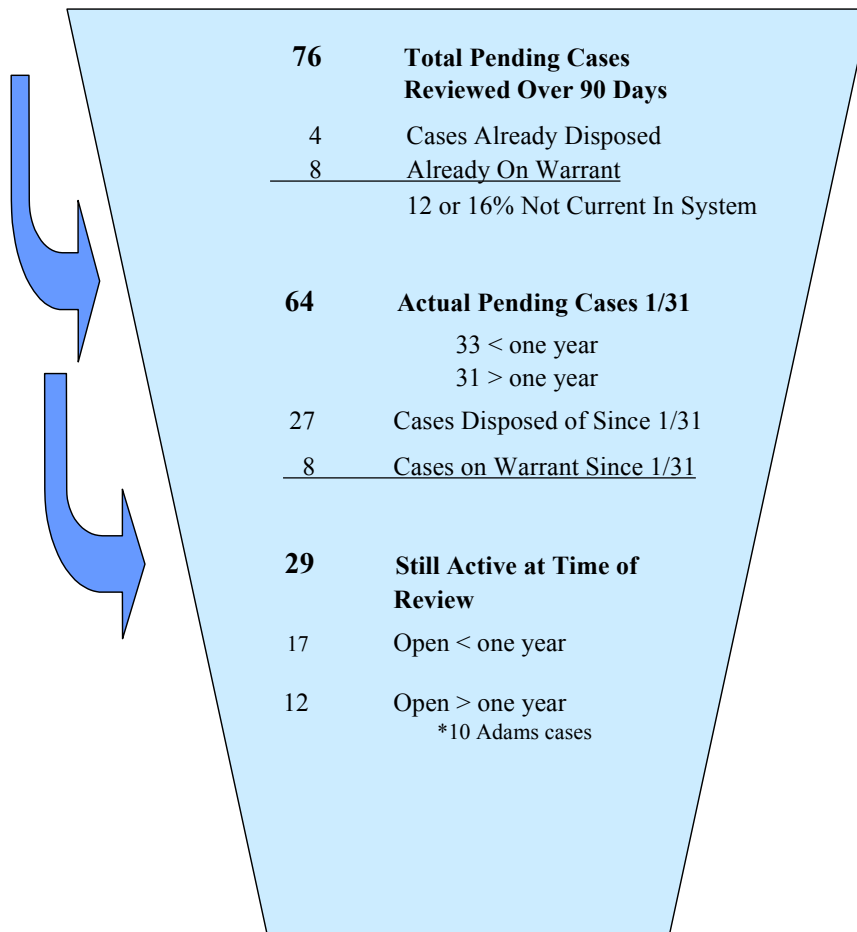 76 Total Pending Cases
Reviewed Over 90 Days
4 Cases Already Disposed
8 Already On Warrant
12 or 16% Not Current In System
64 Actual Pending Cases 1/31
33 < one year
31 > one year
27 Cases Disposed of Since 1/31
8 Cases on Warrant Since 1/31
29 Still Active at Time of
Review
17 Open < one year
12 Open > one year
*10 Adams cases